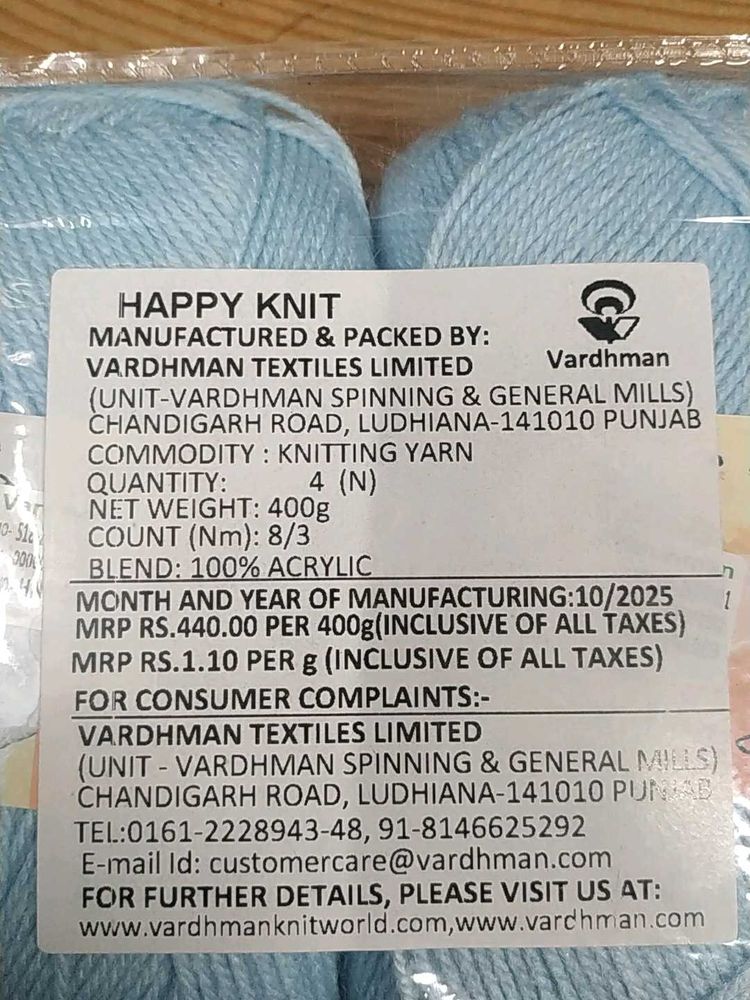 HAPPY KNIT
Vardhman
MANUFACTURED & PACKED BY:
VARDHMAN TEXTILES LIMITED
(UNIT-VARDHMAN SPINNING & GENERAL MILLS)
CHANDIGARH ROAD, LUDHIANA-141010 PUNJAB
COMMODITY : KNITTING YARN
QUANTITY: 4 (N)
NET WEIGHT: 400g
COUNT (Nm): 8/3
BLEND: 100% ACRYLIC
MONTH AND YEAR OF MANUFACTURING:10/2025
MRP RS.440.00 PER 400g(INCLUSIVE OF ALL TAXES)
MRP RS.1.10 PER g (INCLUSIVE OF ALL TAXES)
FOR CONSUMER COMPLAINTS:-
VARDHMAN TEXTILES LIMITED
(UNIT - VARDHMAN SPINNING & GENERAL MILLS)
CHANDIGARH ROAD, LUDHIANA-141010 PUNJAB
TEL:0161-2228943-48, 91-8146625292
E-mail Id: customercare@vardhman.com
FOR FURTHER DETAILS, PLEASE VISIT US AT:
www.vardhmanknitworld.com,www.vardhman.com